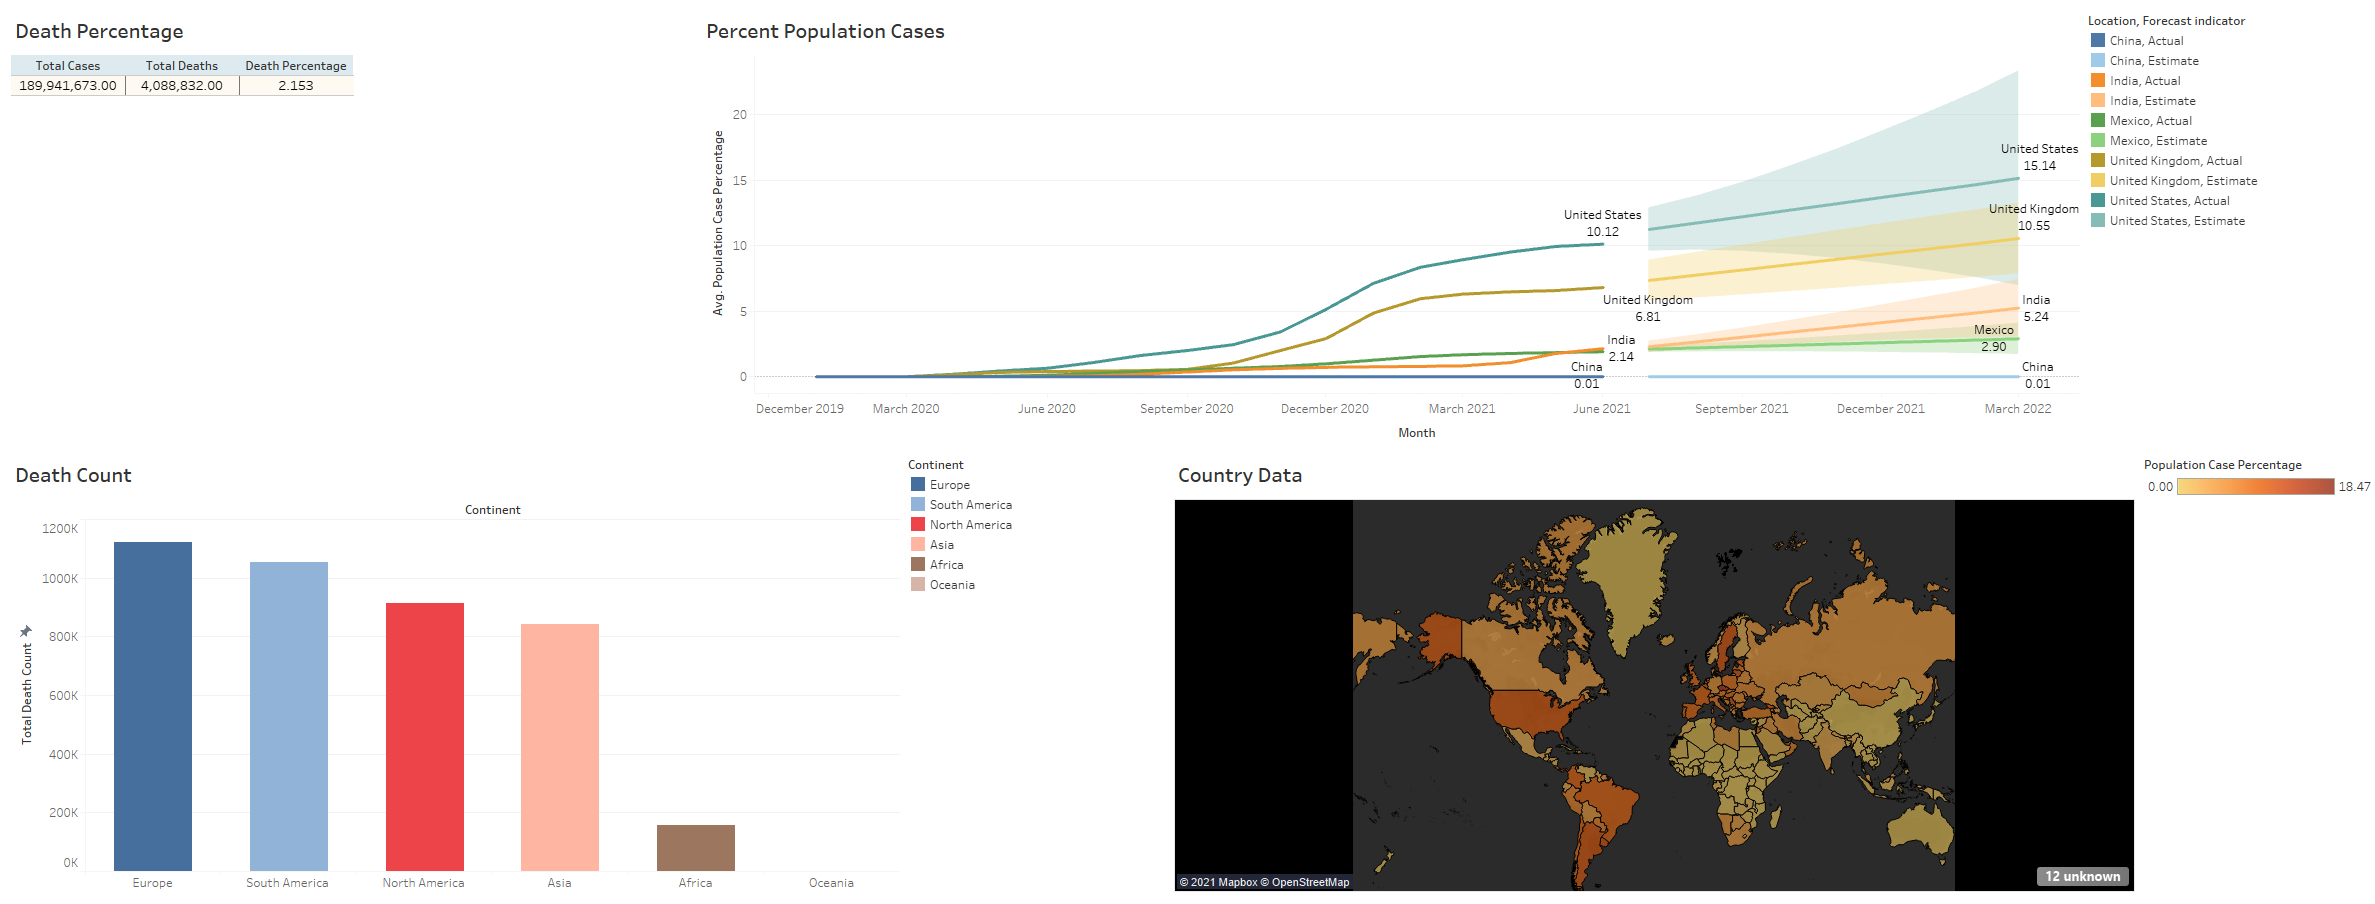 Death Percentage
Total Cases Total Deaths Death Percentage
189,941,673.00 4,088,832.00 2.153
Percent Population Cases
Avg. Population Case Percentage
20
15
10
5
0
United States
15.14
United Kingdom
10.55
United States
10.12
United Kingdom
6.81
India
5.24
India
2.14
Mexico
2.90
China
0.01
China
0.01
December 2019 March 2020 June 2020 September 2020 December 2020 March 2021 June 2021 September 2021 December 2021 March 2022
Month
Location, Forecast indicator
China, Actual
China, Estimate
India, Actual
India, Estimate
Mexico, Actual
Mexico, Estimate
United Kingdom, Actual
United Kingdom, Estimate
United States, Actual
United States, Estimate
Death Count
Continent
Total Death Count
1200K
1000K
800K
600K
400K
200K
0K
Europe South America North America Asia Africa Oceania
Continent
Europe
South America
North America
Asia
Africa
Oceania
Country Data
© 2021 Mapbox © OpenStreetMap
12 unknown
Population Case Percentage
0.00 18.47